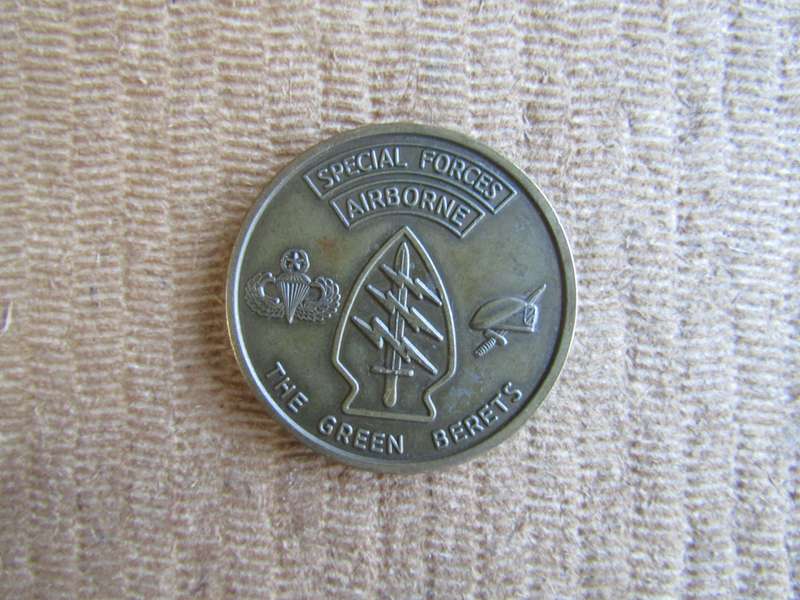 SPECIAL FORCES
AIRBORNE
THE GREEN BERETS